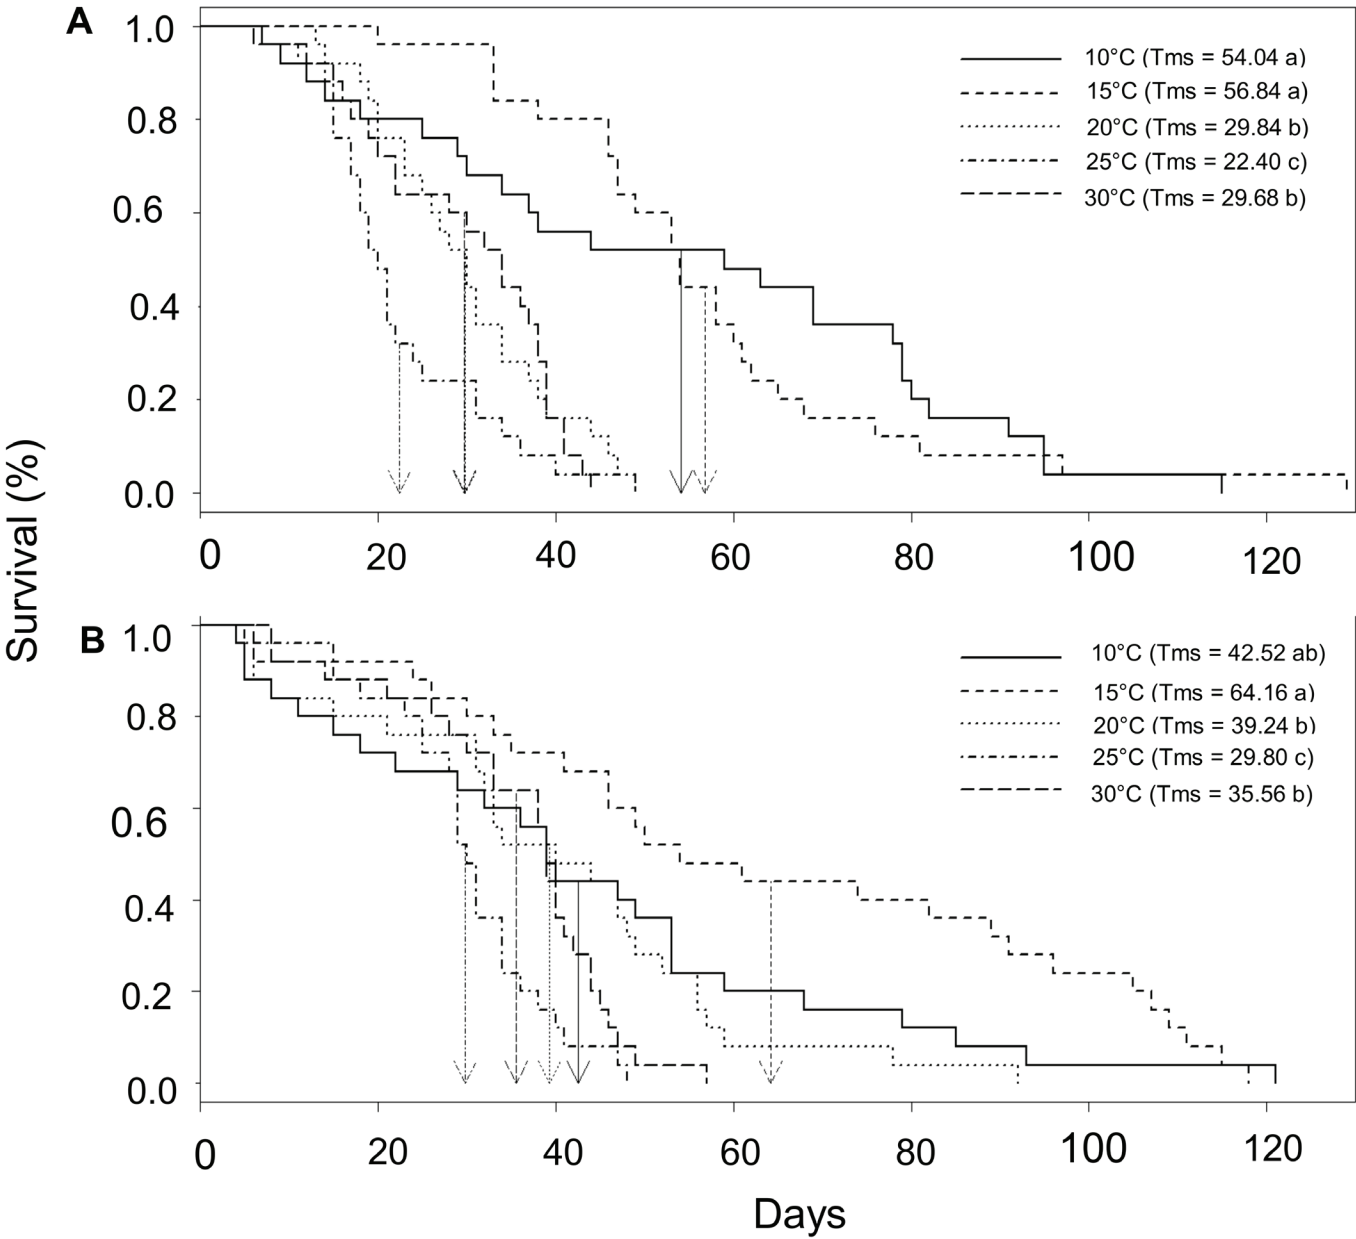 A
1.0
0.8
0.6
0.4
0.2
0.0
10°C (Tms = 54.04 a)
15°C (Tms = 56.84 a)
20°C (Tms = 29.84 b)
25°C (Tms = 22.40 c)
30°C (Tms = 29.68 b)
0 20 40 60 80 100 120
Survival (%)
B
1.0
0.8
0.6
0.4
0.2
0.0
10°C (Tms = 42.52 ab)
15°C (Tms = 64.16 a)
20°C (Tms = 39.24 b)
25°C (Tms = 29.80 c)
30°C (Tms = 35.56 b)
0 20 40 60 80 100 120
Days